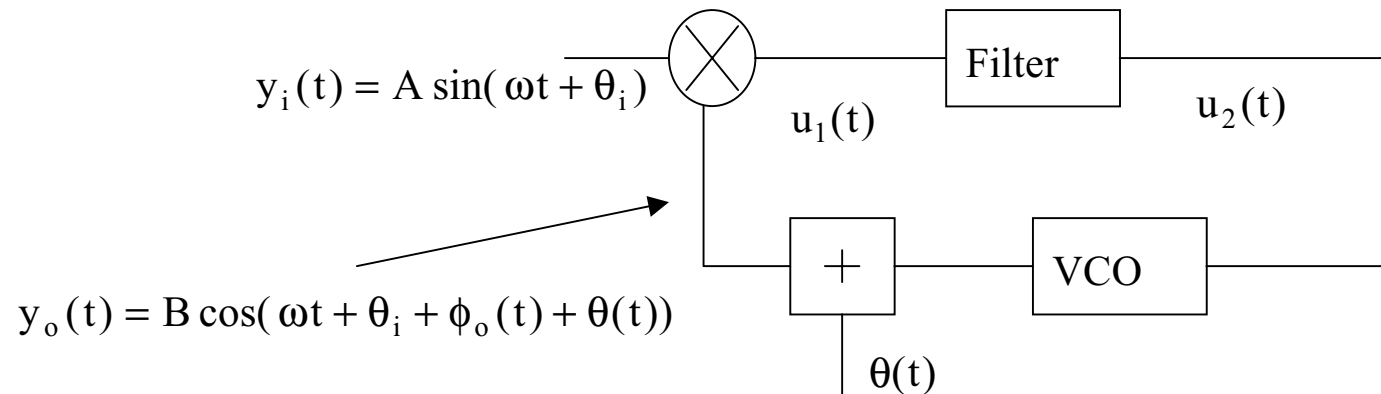 Filter
y_i(t) = A sin( ωt + θ_i)
u_1(t)
u_2(t)
+
VCO
y_o(t) = B cos( ωt + θ_i + ϕ_o(t) + θ(t))
θ(t)